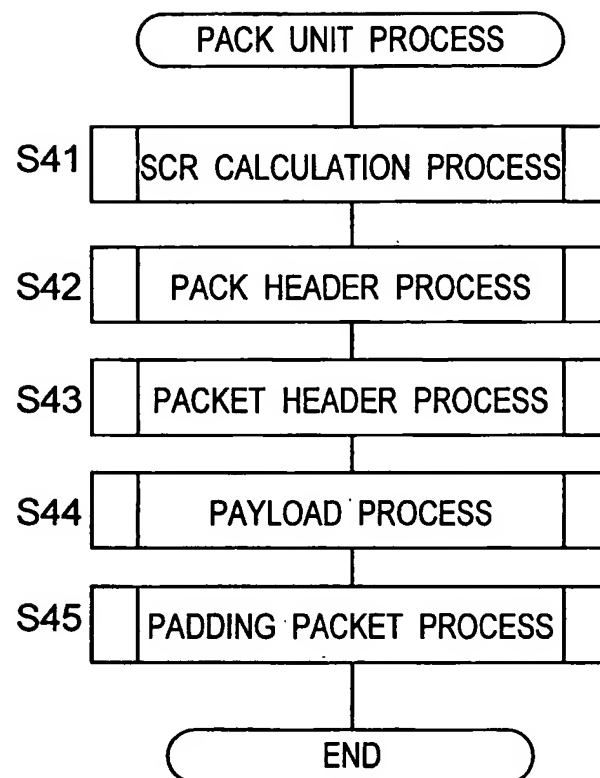 PACK UNIT PROCESS
S41 SCR CALCULATION PROCESS
S42 PACK HEADER PROCESS
S43 PACKET HEADER PROCESS
S44 PAYLOAD PROCESS
S45 PADDING PACKET PROCESS
END